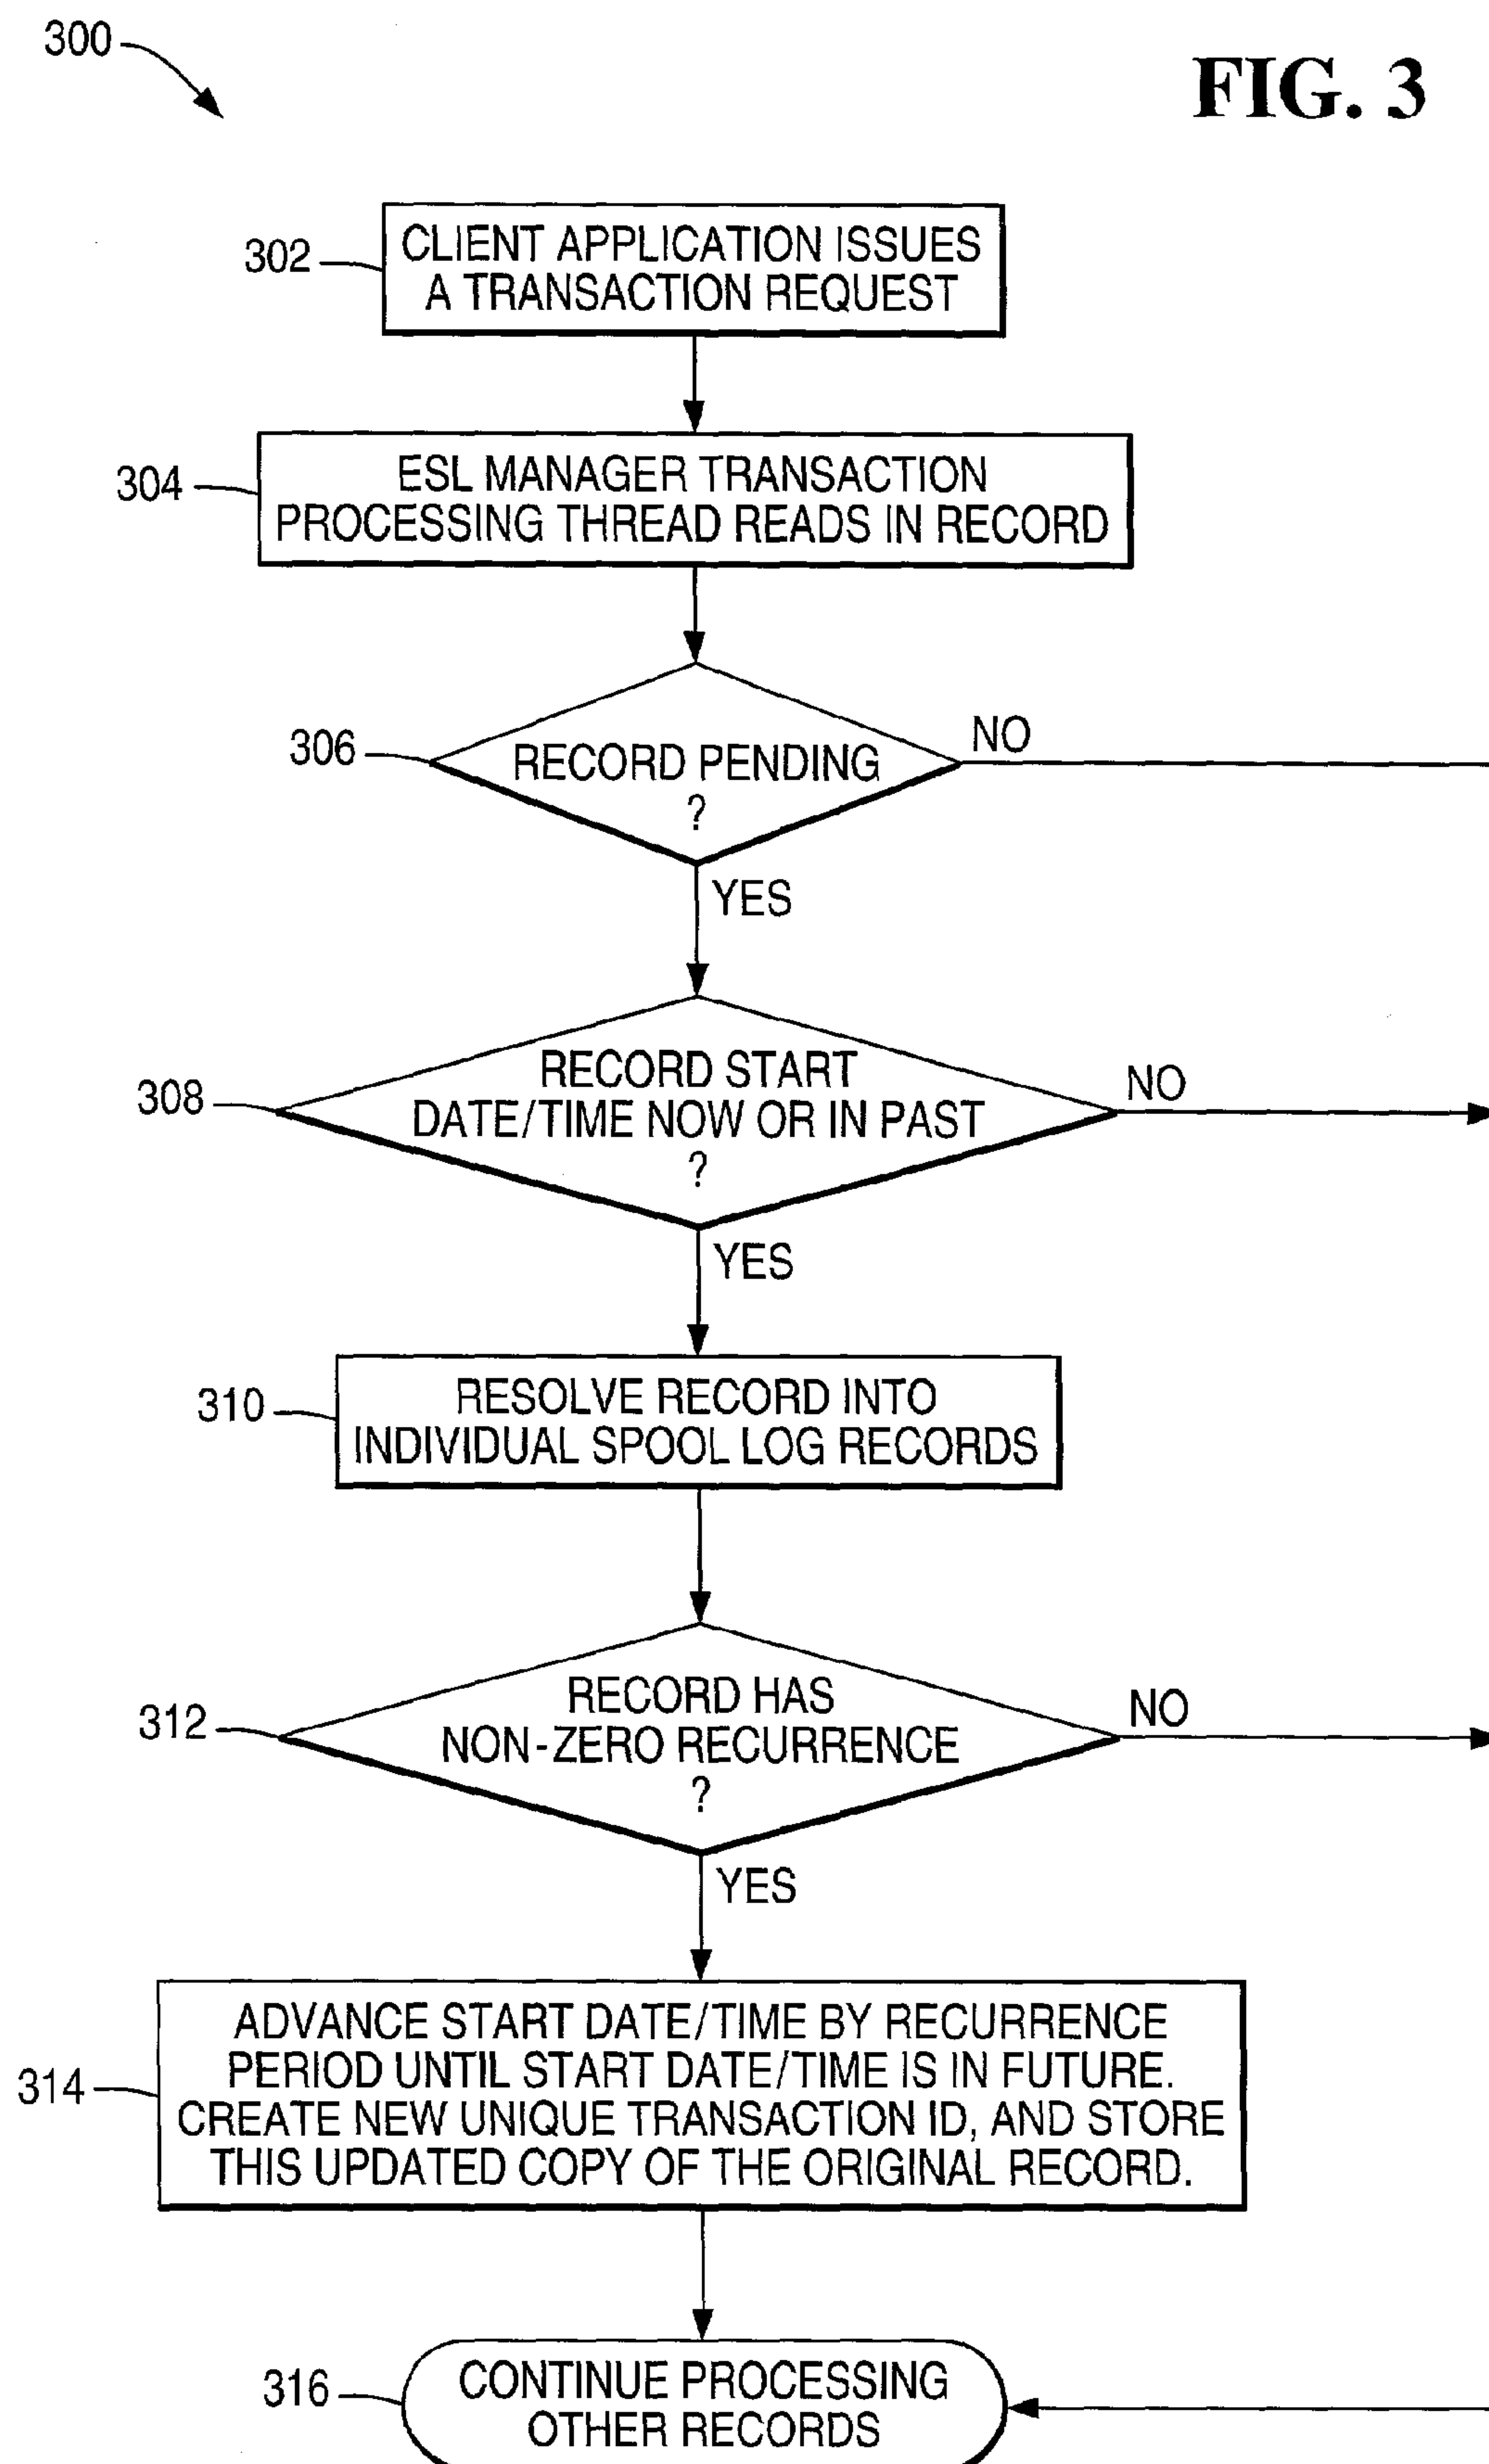 300
FIG. 3
302
CLIENT APPLICATION ISSUES
A TRANSACTION REQUEST
304
ESL MANAGER TRANSACTION
PROCESSING THREAD READS IN RECORD
306
RECORD PENDING
?
NO
YES
308
RECORD START
DATE/TIME NOW OR IN PAST
?
NO
YES
310
RESOLVE RECORD INTO
INDIVIDUAL SPOOL LOG RECORDS
312
RECORD HAS
NON-ZERO RECURRENCE
?
NO
YES
314
ADVANCE START DATE/TIME BY RECURRENCE
PERIOD UNTIL START DATE/TIME IS IN FUTURE.
CREATE NEW UNIQUE TRANSACTION ID, AND STORE
THIS UPDATED COPY OF THE ORIGINAL RECORD.
316
CONTINUE PROCESSING
OTHER RECORDS